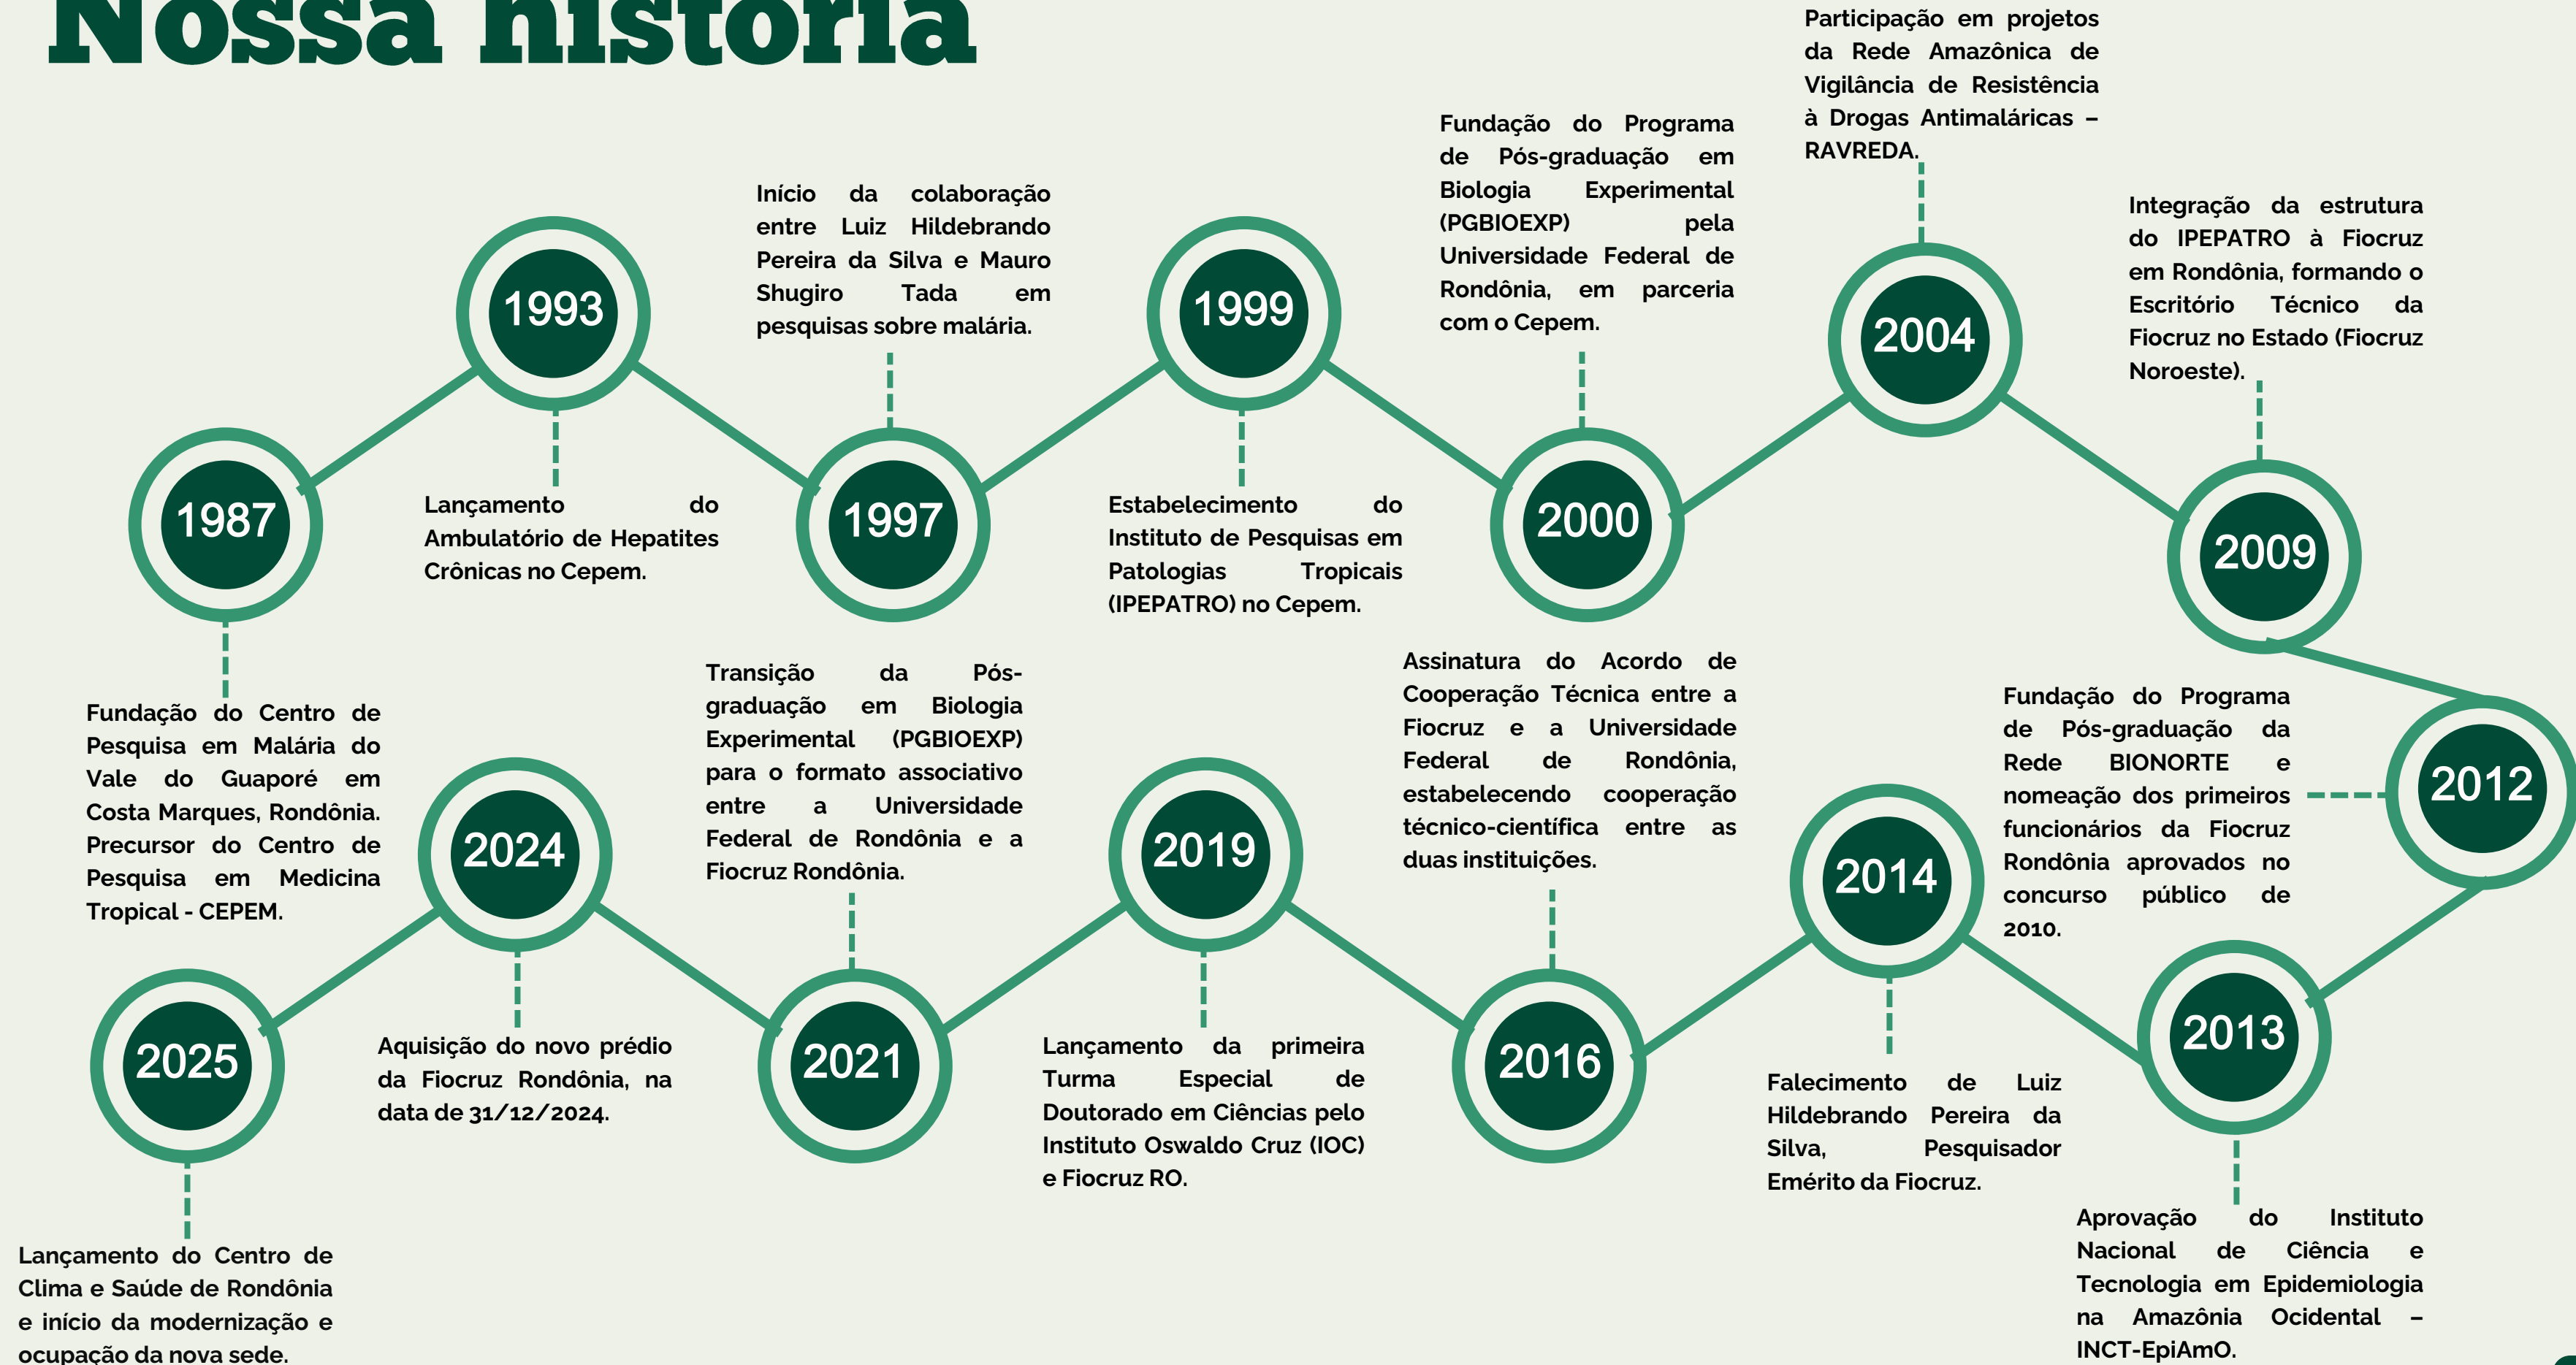 Nossa história
1987
Fundação do Centro de
Pesquisa em Malária do
Vale do Guaporé em
Costa Marques, Rondônia.
Precursor do Centro de
Pesquisa em Medicina
Tropical - CEPEM.
1993
Lançamento do
Ambulatório de Hepatites
Crônicas no Cepem.
Início da colaboração
entre Luiz Hildebrando
Pereira da Silva e Mauro
Shugiro Tada em
pesquisas sobre malária.
1997
1999
Estabelecimento do
Instituto de Pesquisas em
Patologias Tropicais
(IPEPATRO) no Cepem.
Fundação do Programa
de Pós-graduação em
Biologia Experimental
(PGBIOEXP) pela
Universidade Federal de
Rondônia, em parceria
com o Cepem.
2000
Participação em projetos
da Rede Amazônica de
Vigilância de Resistência
à Drogas Antimaláricas –
RAVREDA.
2004
Integração da estrutura
do IPEPATRO à Fiocruz
em Rondônia, formando o
Escritório Técnico da
Fiocruz no Estado (Fiocruz
Noroeste).
2009
Fundação do Programa
de Pós-graduação da
Rede BIONORTE e
nomeação dos primeiros
funcionários da Fiocruz
Rondônia aprovados no
concurso público de
2010.
2012
2013
Aprovação do Instituto
Nacional de Ciência e
Tecnologia em Epidemiologia
na Amazônia Ocidental –
INCT-EpiAmO.
2014
Falecimento de Luiz
Hildebrando Pereira da
Silva, Pesquisador
Emérito da Fiocruz.
Assinatura do Acordo de
Cooperação Técnica entre a
Fiocruz e a Universidade
Federal de Rondônia,
estabelecendo cooperação
técnico-científica entre as
duas instituições.
2016
2019
Lançamento da primeira
Turma Especial de
Doutorado em Ciências pelo
Instituto Oswaldo Cruz (IOC)
e Fiocruz RO.
Transição da Pós-
graduação em Biologia
Experimental (PGBIOEXP)
para o formato associativo
entre a Universidade
Federal de Rondônia e a
Fiocruz Rondônia.
2021
2024
Aquisição do novo prédio
da Fiocruz Rondônia, na
data de 31/12/2024.
2025
Lançamento do Centro de
Clima e Saúde de Rondônia
e início da modernização e
ocupação da nova sede.